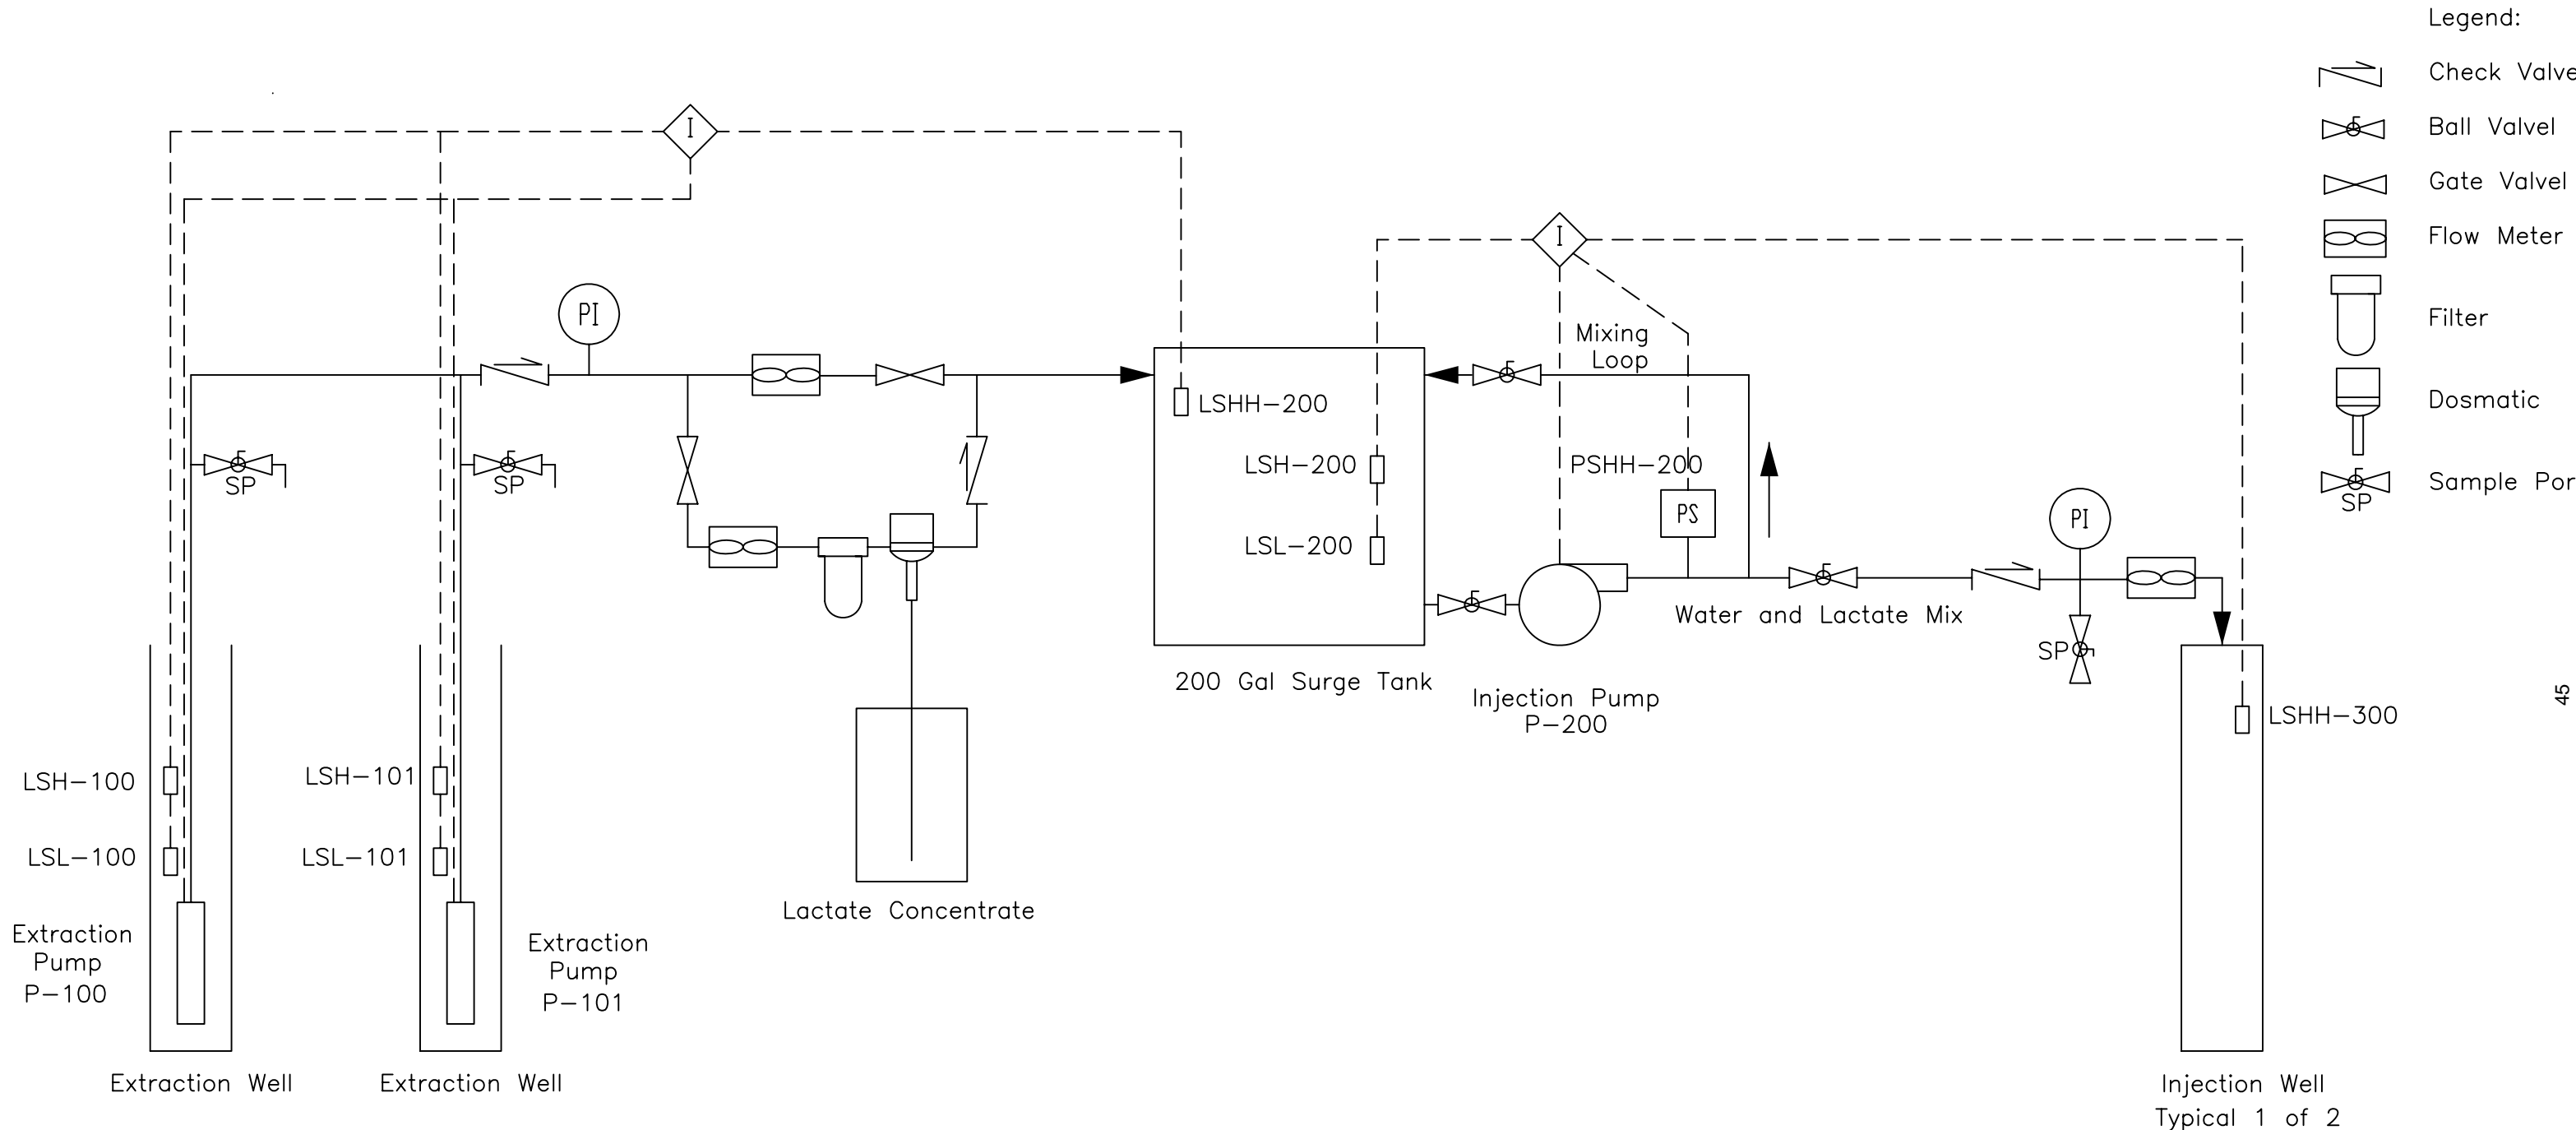 Legend:
Check Valve
Ball Valvel
Gate Valvel
Flow Meter
Filter
Dosmatic
SP
Sample Por
I
I
PI
Mixing
Loop
LSHH-200
LSH-200
LSL-200
PSHH-200
PS
SP
SP
PI
Water and Lactate Mix
SP
200 Gal Surge Tank
Injection Pump
P-200
LSHH-300
45
LSH-100
LSH-101
LSL-100
LSL-101
Lactate Concentrate
Extraction
Pump
P-100
Extraction
Pump
P-101
Extraction Well
Extraction Well
Injection Well
Typical 1 of 2